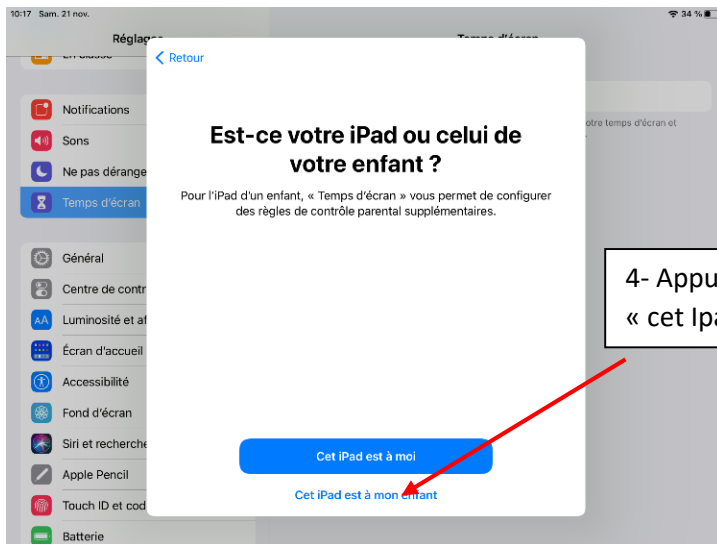 10:17 Sam. 21 nov.
34 %
Retour
Notifications
Sons
Ne pas dérange
Temps d'écran
Général
Centre de contr
Luminosité et af
Écran d'accueil
Accessibilité
Fond d'écran
Siri et recherche
Apple Pencil
Touch ID et cod
Batterie
Est-ce votre iPad ou celui de
votre enfant ?
Pour l'iPad d'un enfant, « Temps d'écran » vous permet de configurer
des règles de contrôle parental supplémentaires.
Cet iPad est à moi
Cet iPad est à mon enfant
otre temps d'écran et
4- Appu
« cet Ipa